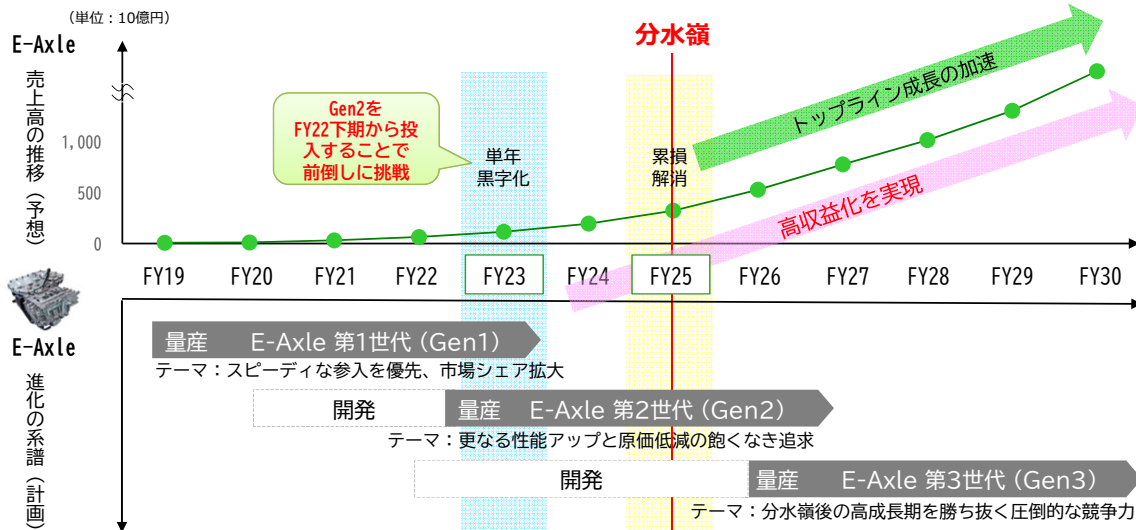 （単位：10億円）
E-Axle
売上高の推移（予想）
1,000
500
0
分水嶺
Gen2を
FY22下期から投
入することで
前倒しに挑戦
単年
黒字化
累損
解消
トップライン成長の加速
高収益化を実現
FY19
FY20
FY21
FY22
FY23
FY24
FY25
FY26
FY27
FY28
FY29
FY30
E-Axle
進化の系譜（計画）
量産 E-Axle 第1世代（Gen1）
テーマ：スピーディな参入を優先、市場シェア拡大
開発
量産 E-Axle 第2世代（Gen2）
テーマ：更なる性能アップと原価低減の飽くなき追求
開発
量産 E-Axle 第3世代（Gen3）
テーマ：分水嶺後の高成長期を勝ち抜く圧倒的な競争力